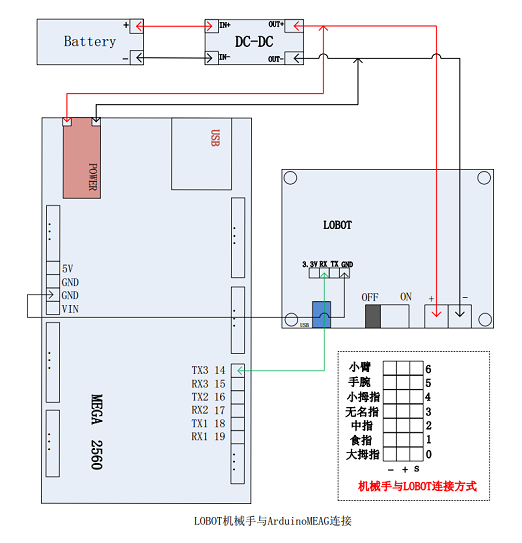 Battery
+
−
IN+
OUT+
DC-DC
IN-
OUT-
USB
POWER
LOBOT
3.3V RX TX GND
5V
GND
GND
VIN
OFF
ON
+
−
USB
TX3 14
RX3 15
TX2 16
RX2 17
TX1 18
RX1 19
MEGA 2560
小臂 6
手腕 5
小拇指 4
无名指 3
中指 2
食指 1
大拇指 0
− + S
机械手与LOBOT连接方式
LOBOT机械手与ArduinoMEAG连接